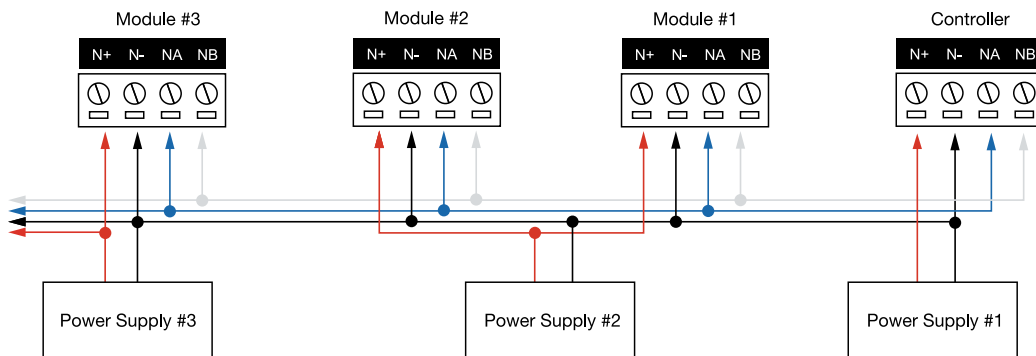 Module #3 Module #2 Module #1 Controller
N+ N- NA NB N+ N- NA NB N+ N- NA NB N+ N- NA NB
Power Supply #3 Power Supply #2 Power Supply #1